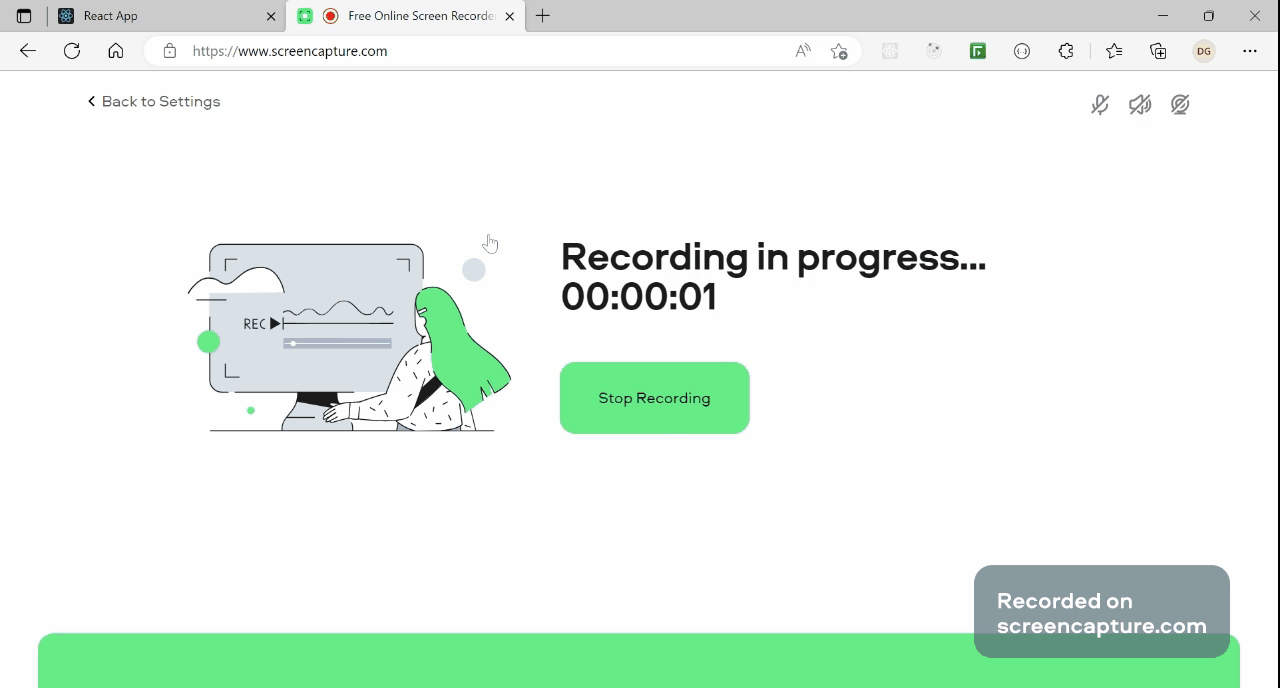 React App
Free Online Screen Recorde
https://www.screencapture.com
DG
Back to Settings
Recording in progress...
00:00:01
REC
Stop Recording
Recorded on
screencapture.com